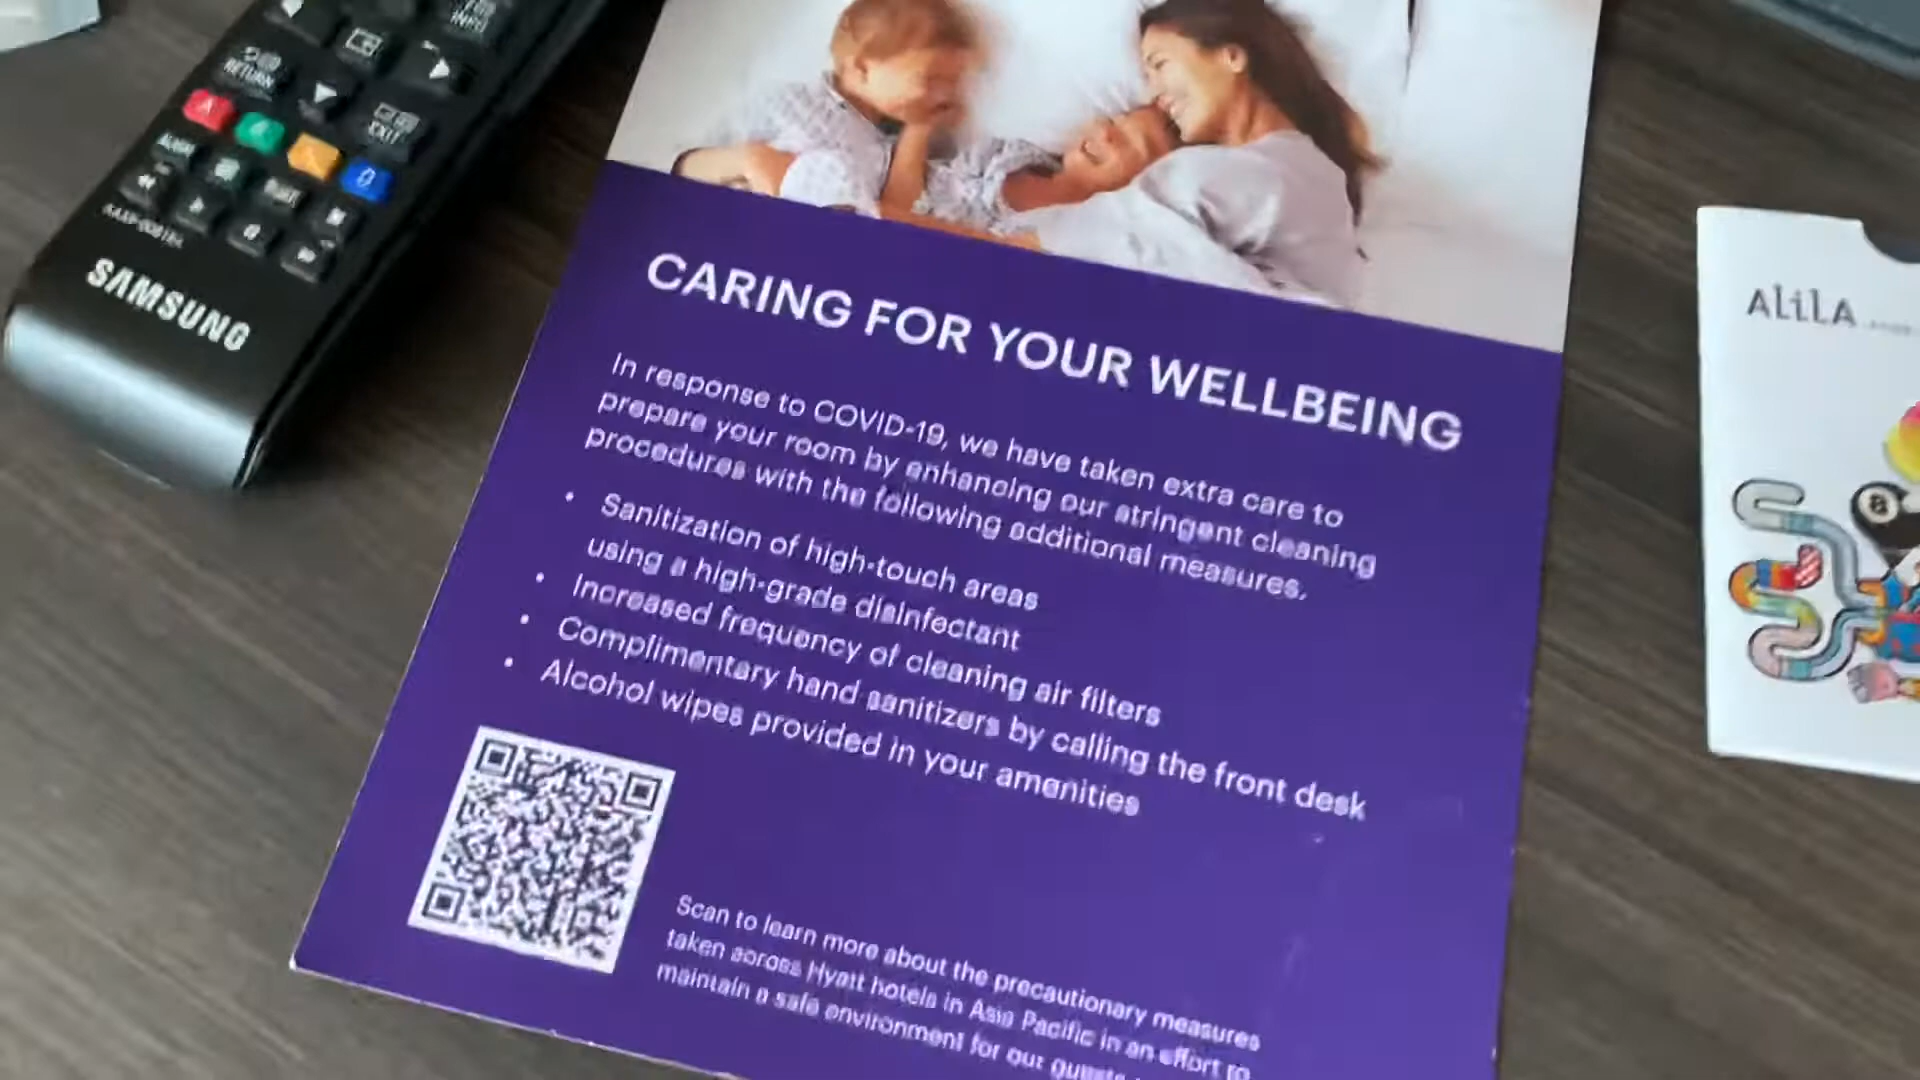 INFO
RETURN
EXIT
A
SAMSUNG
CARING FOR YOUR WELLBEING
In response to COVID-19, we have taken extra care to
prepare your room by enhancing our stringent cleaning
procedures with the following additional measures.
• Sanitization of high-touch areas
using a high-grade disinfectant
• Increased frequency of cleaning air filters
• Complimentary hand sanitizers by calling the front desk
• Alcohol wipes provided in your amenities
Scan to learn more about the precautionary measures
taken across Hyatt hotels in Asia Pacific in an effort to
maintain a safe environment for our guests
ALiLA
8